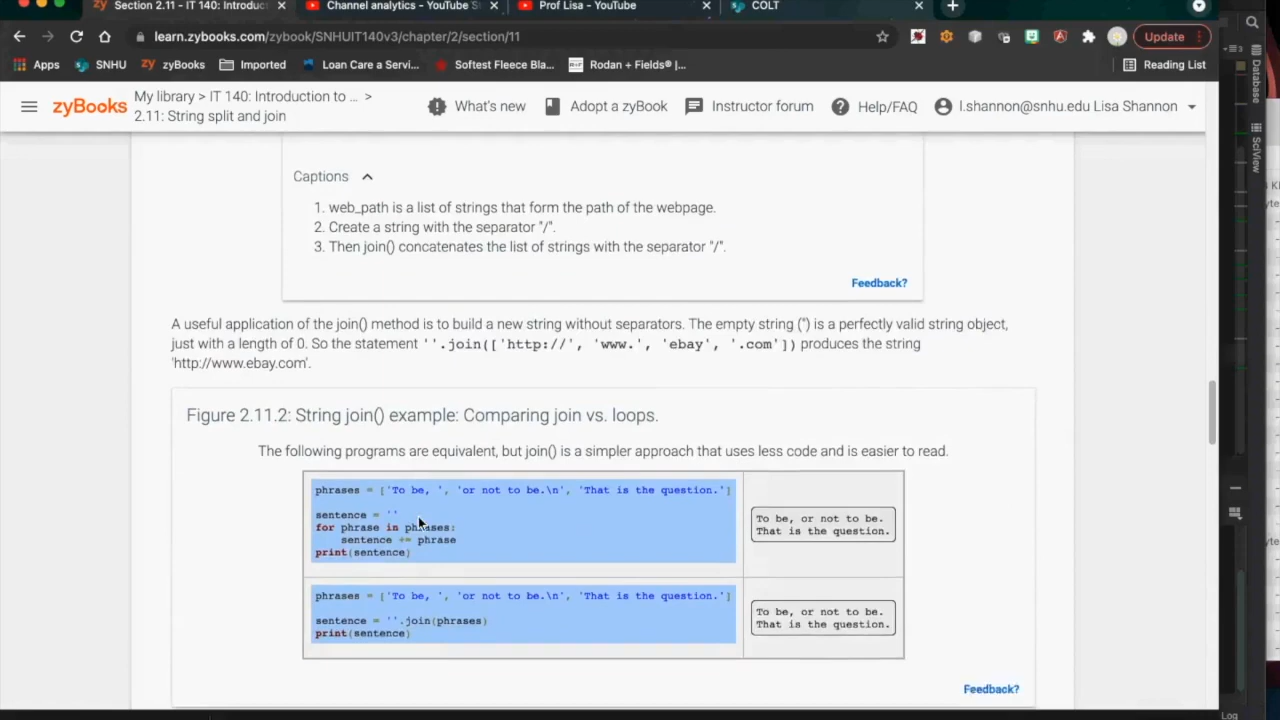 Section 2.11 - IT 140: Introduct
Channel analytics - YouTube
Prof Lisa - YouTube
COLT
learn.zybooks.com/zybook/SNHUIT140v3/chapter/2/section/11
Update
Apps
SNHU
zyBooks
Imported
Loan Care a Servi...
Softest Fleece Bla...
Rodan + Fields® |...
Reading List
zyBooks
My library > IT 140: Introduction to ... >
2.11: String split and join
What's new
Adopt a zyBook
Instructor forum
Help/FAQ
l.shannon@snhu.edu Lisa Shannon
Database
SciView
Captions
1. web_path is a list of strings that form the path of the webpage.
2. Create a string with the separator "/".
3. Then join() concatenates the list of strings with the separator "/".
Feedback?
A useful application of the join() method is to build a new string without separators. The empty string ('') is a perfectly valid string object,
just with a length of 0. So the statement ''.join(['http://', 'www.', 'ebay', '.com']) produces the string
'http://www.ebay.com'.
Figure 2.11.2: String join() example: Comparing join vs. loops.
The following programs are equivalent, but join() is a simpler approach that uses less code and is easier to read.
phrases = ['To be, ', 'or not to be.\n', 'That is the question.']
sentence = ''
for phrase in phrases:
sentence += phrase
print(sentence)
To be, or not to be.
That is the question.
phrases = ['To be, ', 'or not to be.\n', 'That is the question.']
sentence = ''.join(phrases)
print(sentence)
To be, or not to be.
That is the question.
Feedback?
Log